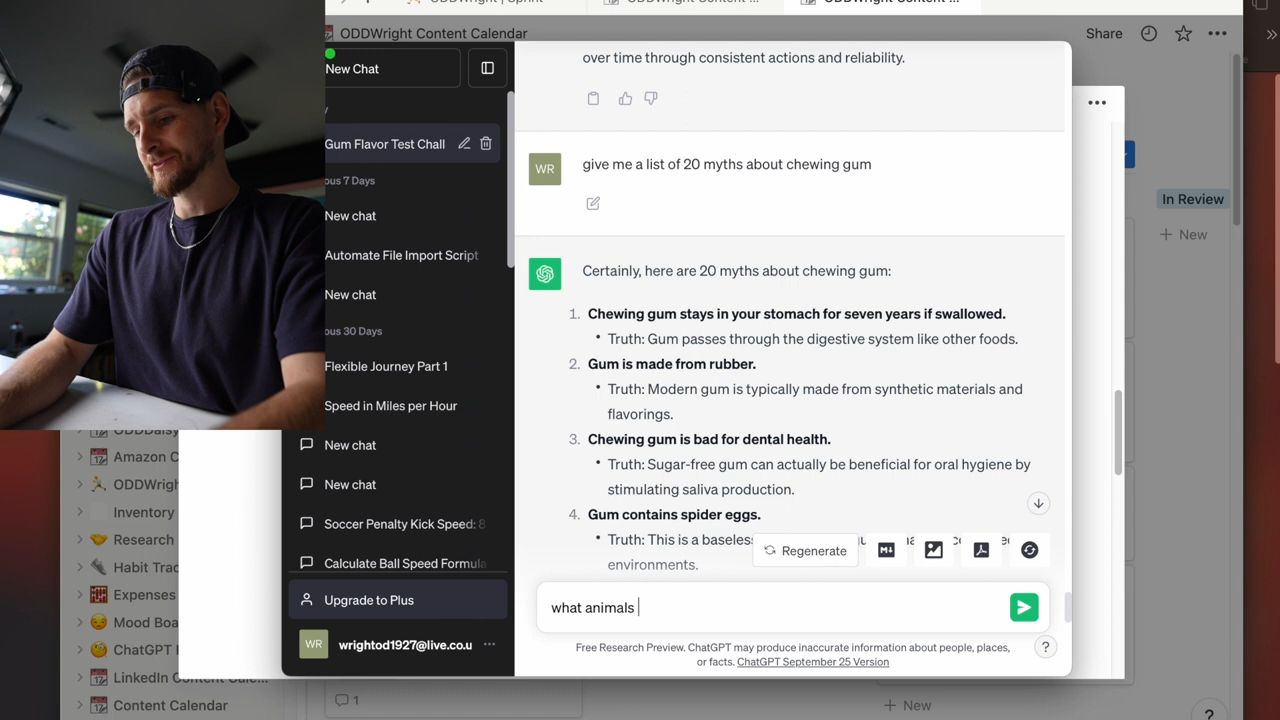 ODDWright Content Calendar
Share
New Chat
Gum Flavor Test Chall
ous 7 Days
New chat
Automate File Import Script
New chat
ous 30 Days
Flexible Journey Part 1
Speed in Miles per Hour
New chat
New chat
Soccer Penalty Kick Speed: 8
Calculate Ball Speed Formula
Upgrade to Plus
WR
wrightod1927@live.co.u
over time through consistent actions and reliability.
WR
give me a list of 20 myths about chewing gum
Certainly, here are 20 myths about chewing gum:
1. Chewing gum stays in your stomach for seven years if swallowed.
• Truth: Gum passes through the digestive system like other foods.
2. Gum is made from rubber.
• Truth: Modern gum is typically made from synthetic materials and
flavorings.
3. Chewing gum is bad for dental health.
• Truth: Sugar-free gum can actually be beneficial for oral hygiene by
stimulating saliva production.
4. Gum contains spider eggs.
• Truth: This is a baseles
environments.
Regenerate
what animals
Free Research Preview. ChatGPT may produce inaccurate information about people, places,
or facts. ChatGPT September 25 Version
?
In Review
+ New
Amazon C
ODDWrigh
Inventory
Research
Habit Trac
Expenses
Mood Boa
ChatGPT
LinkedIn Content Cale...
Content Calendar
1
+ New
?